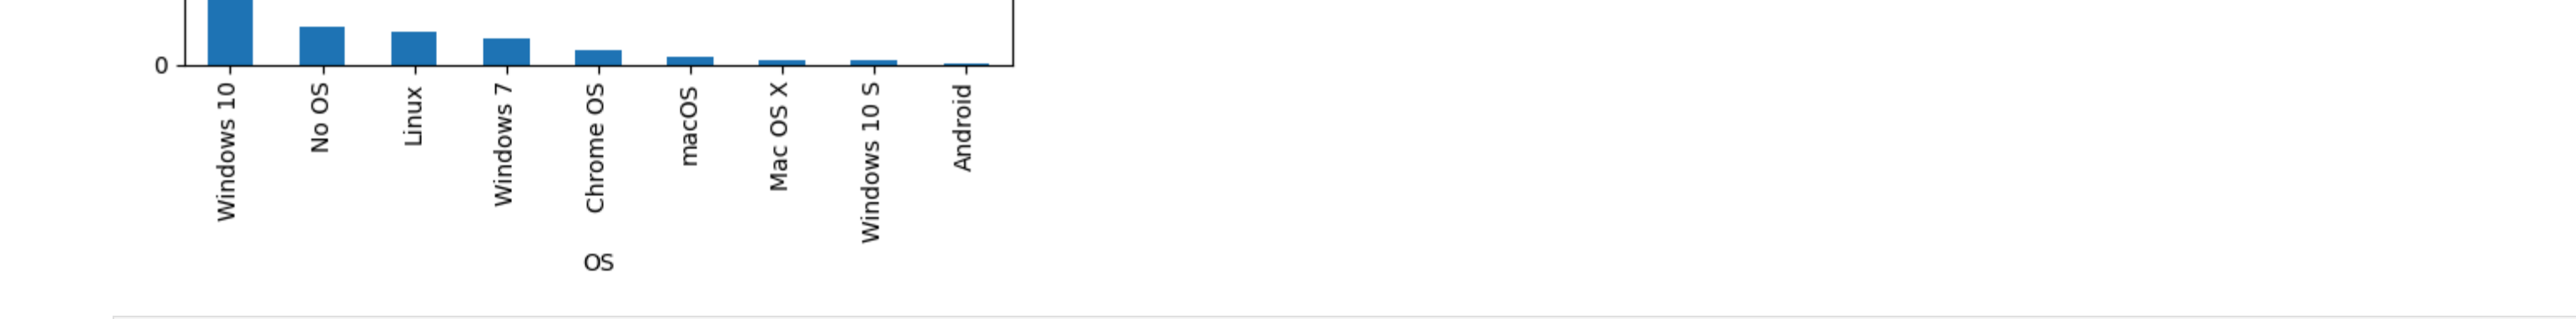 0
Windows 10
No OS
Linux
Windows 7
Chrome OS
macOS
Mac OS X
Windows 10 S
Android
OS